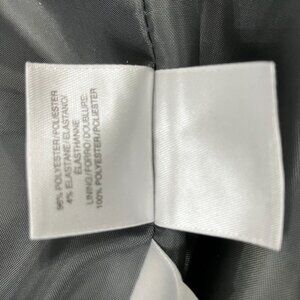 96% POLYESTER/POLIESTER
4% ELASTANE/ELASTANO/
ÉLASTHANNE
LINING/FORRO/DOUBLURE:
100% POLYESTER/POLIESTER